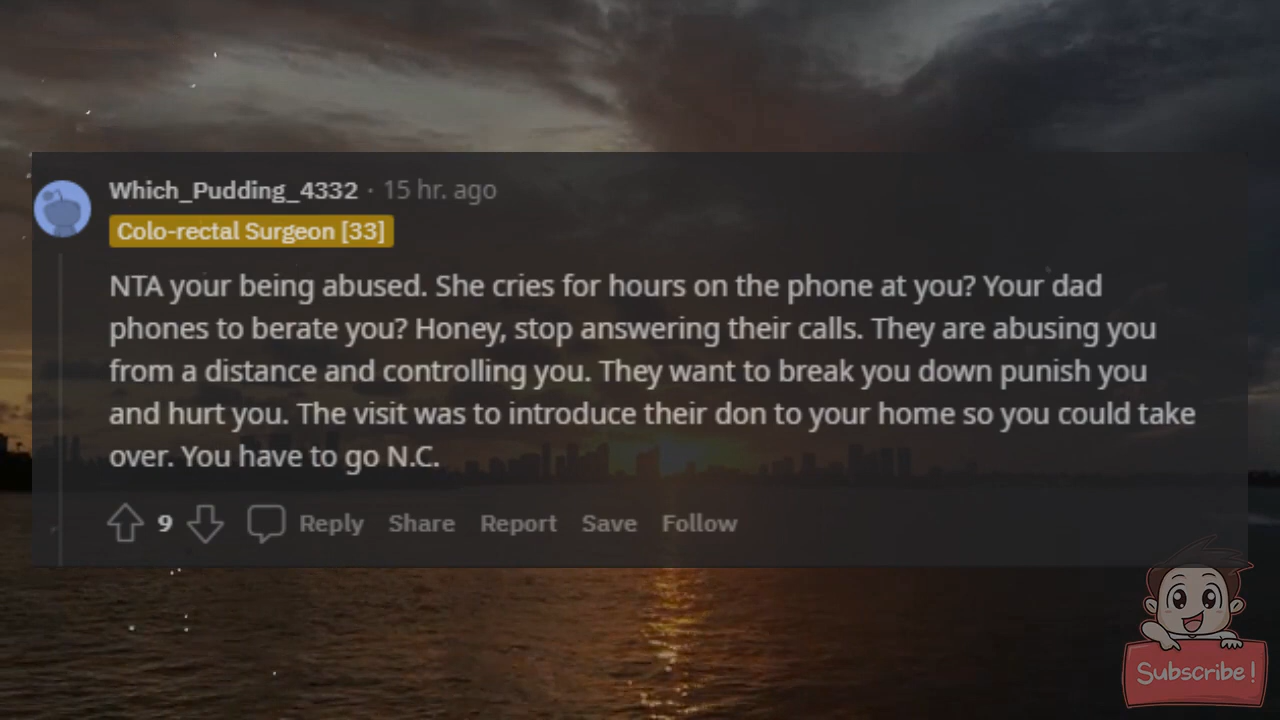 Which_Pudding_4332 · 15 hr. ago
Colo-rectal Surgeon [33]
NTA your being abused. She cries for hours on the phone at you? Your dad
phones to berate you? Honey, stop answering their calls. They are abusing you
from a distance and controlling you. They want to break you down punish you
and hurt you. The visit was to introduce their don to your home so you could take
over. You have to go N.C.
9 Reply Share Report Save Follow
Subscribe!